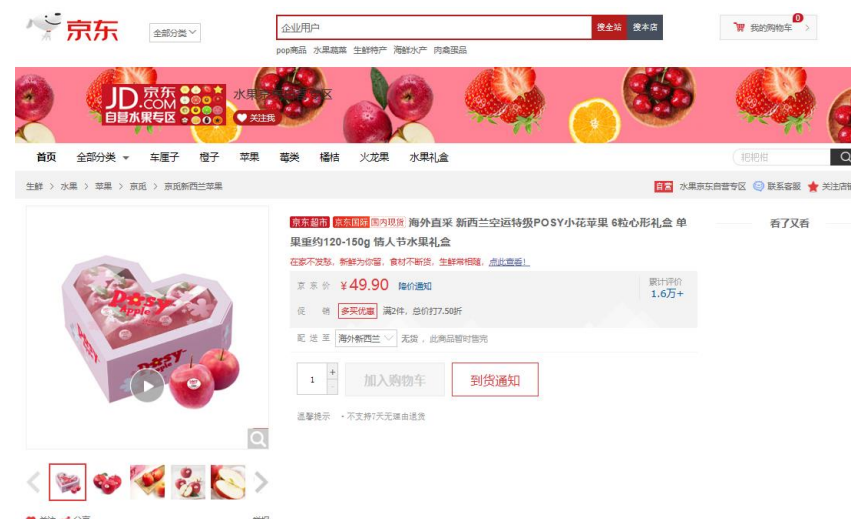 京东
全部分类
企业用户
搜全站 搜本店
我的购物车
0
pop商品 水果蔬菜 生鲜特产 海鲜水产 肉禽蛋品
JD 京东
.COM
自营水果专区
关注我
首页 全部分类 车厘子 橙子 苹果 莓类 橘桔 火龙果 水果礼盒
粑粑柑
生鲜 > 水果 > 苹果 > 京觅 > 京觅新西兰苹果
自营 水果京东自营专区 联系客服 关注店铺
京东超市 京东国际 国内现货 海外直采 新西兰空运特级POSY小花苹果 6粒心形礼盒 单
果重约120-150g 情人节水果礼盒
在家不发愁，新鲜为你留，食材不断货，生鲜常相随，点此查看！
看了又看
京 东 价 ￥49.90 降价通知
累计评价
1.6万+
促 销 多买优惠 满2件，总价打7.50折
配 送 至 海外新西兰 无货 ，此商品暂时售完
1
+
-
加入购物车
到货通知
温馨提示 ·不支持7天无理由退货
Posy
Apple
Posy
Apple
关注 分享
举报